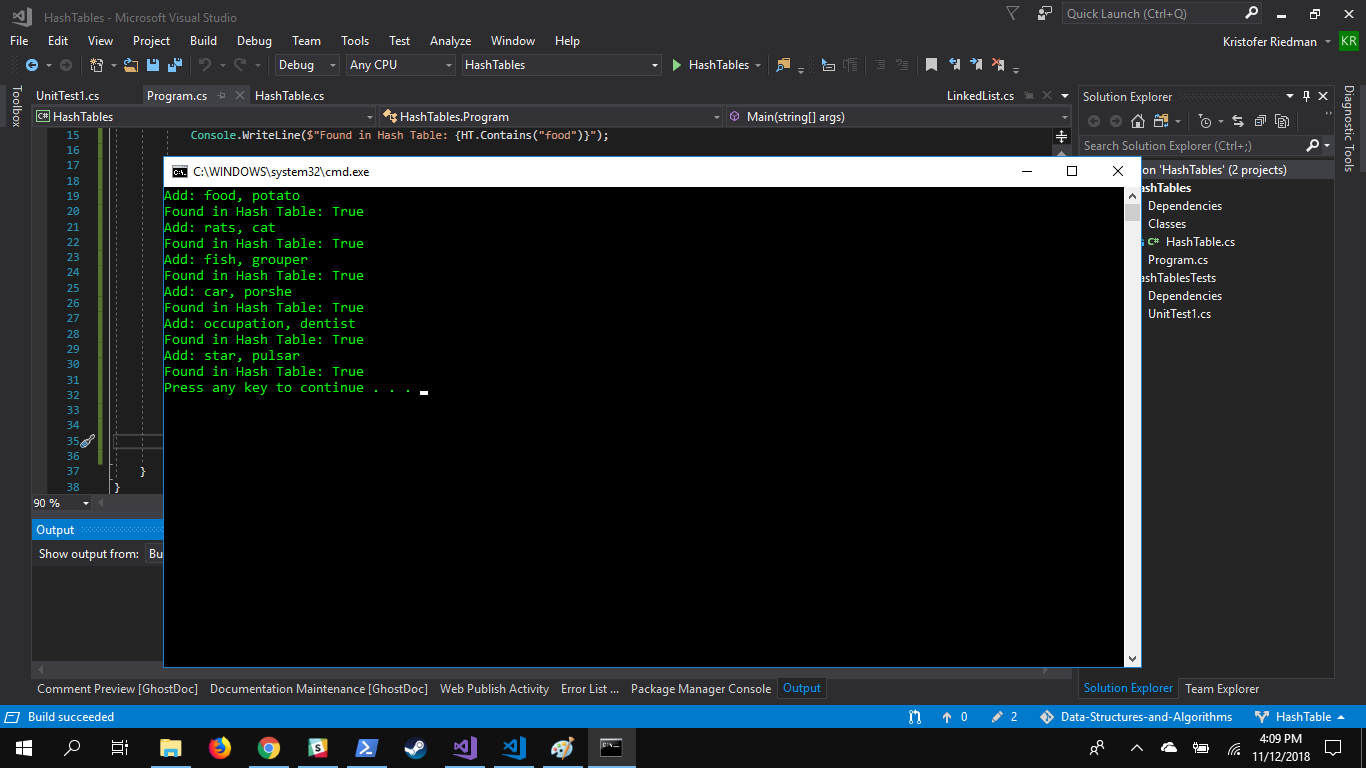 HashTables - Microsoft Visual Studio
Quick Launch (Ctrl+Q)
File Edit View Project Build Debug Team Tools Test Analyze Window Help
Kristofer Riedman KR
Debug Any CPU HashTables HashTables
Toolbox
UnitTest1.cs Program.cs HashTable.cs LinkedList.cs
C# HashTables HashTables.Program Main(string[] args)
15 Console.WriteLine($"Found in Hash Table: {HT.Contains("food")}");
16
17
18
19
20
21
22
23
24
25
26
27
28
29
30
31
32
33
34
35
36
37 }
38 }
90 %
C:\WINDOWS\system32\cmd.exe
Add: food, potato
Found in Hash Table: True
Add: rats, cat
Found in Hash Table: True
Add: fish, grouper
Found in Hash Table: True
Add: car, porshe
Found in Hash Table: True
Add: occupation, dentist
Found in Hash Table: True
Add: star, pulsar
Found in Hash Table: True
Press any key to continue . . .
Solution Explorer
Search Solution Explorer (Ctrl+;)
on 'HashTables' (2 projects)
ashTables
Dependencies
Classes
C# HashTable.cs
Program.cs
ashTablesTests
Dependencies
UnitTest1.cs
Diagnostic Tools
Output
Show output from: Bu
Comment Preview [GhostDoc] Documentation Maintenance [GhostDoc] Web Publish Activity Error List ... Package Manager Console Output
Solution Explorer Team Explorer
Build succeeded 0 2 Data-Structures-and-Algorithms HashTable
4:09 PM
11/12/2018